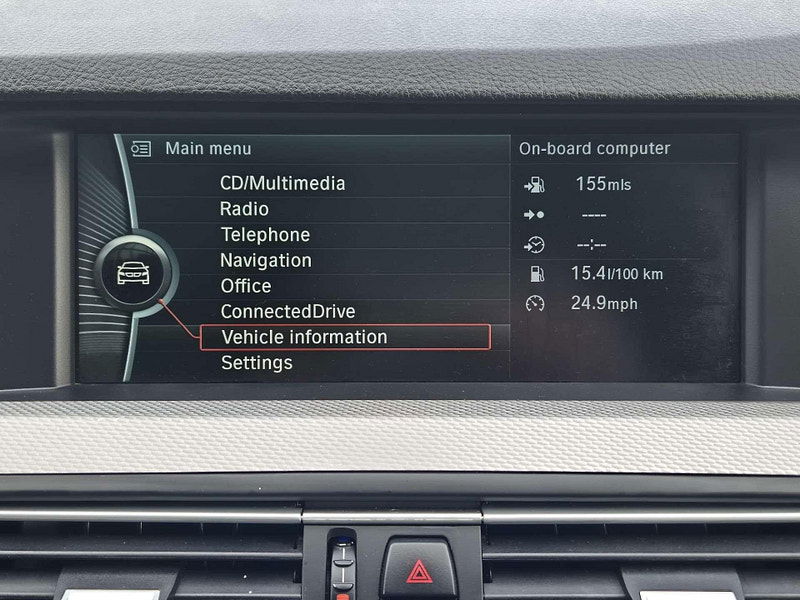 Main menu
CD/Multimedia
Radio
Telephone
Navigation
Office
ConnectedDrive
Vehicle information
Settings
On-board computer
155mls
----
--:--
15.4l/100 km
24.9mph